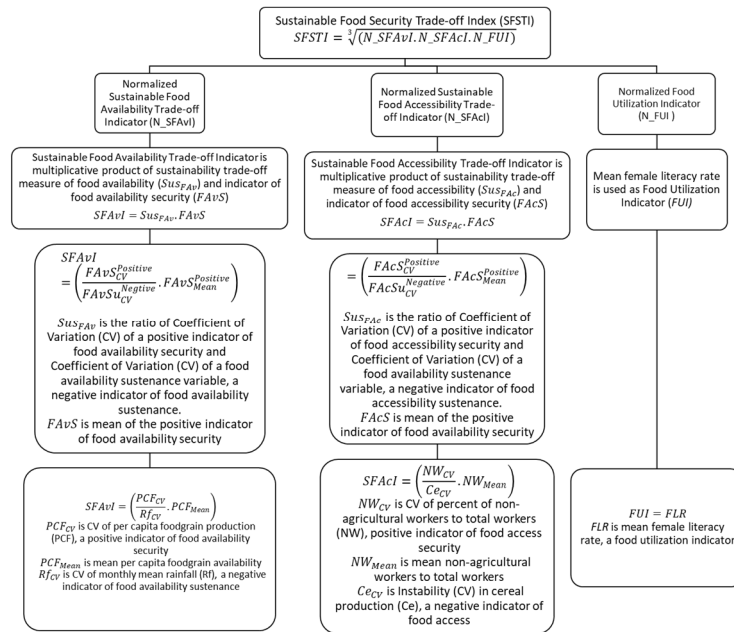 Sustainable Food Security Trade-off Index (SFSTI)
SFSTI = ∛(N_SFAvI.N_SFAcI.N_FUI)
Normalized
Sustainable Food
Availability Trade-off
Indicator (N_SFAvI)
Normalized Sustainable
Food Accessibility Trade-
off Indicator (N_SFAcI)
Normalized Food
Utilization Indicator
(N_FUI )
Sustainable Food Availability Trade-off Indicator is
multiplicative product of sustainability trade-off
measure of food availability (Sus_FAv) and indicator of
food availability security (FAvS)
SFAvI = Sus_FAv.FAvS
Sustainable Food Accessibility Trade-off Indicator is
multiplicative product of sustainability trade-off
measure of food accessibility (Sus_FAc) and
indicator of food accessibility security (FAcS)
SFAcI = Sus_FAc.FAcS
Mean female literacy rate
is used as Food Utilization
Indicator (FUI)
SFAvI
= (FAvS_CV^Positive / FAvSu_CV^Negtive . FAvS_Mean^Positive)
Sus_FAv is the ratio of Coefficient of
Variation (CV) of a positive indicator of
food availability security and
Coefficient of Variation (CV) of a food
availability sustenance variable, a
negative indicator of food availability
sustenance.
FAvS is mean of the positive indicator
of food availability security
= (FAcS_CV^Positive / FAcSu_CV^Negative . FAcS_Mean^Positive)
Sus_FAc is the ratio of Coefficient of
Variation (CV) of a positive indicator
of food accessibility security and
Coefficient of Variation (CV) of a
food availability sustenance
variable, a negative indicator of food
accessibility sustenance.
FAcS is mean of the positive
indicator of food availability security
SFAvI = (PCF_CV / Rf_CV . PCF_Mean)
PCF_CV is CV of per capita foodgrain production
(PCF), a positive indicator of food availability
security
PCF_Mean is mean per capita foodgrain availability
Rf_CV is CV of monthly mean rainfall (Rf), a negative
indicator of food availability sustenance
SFAcI = (NW_CV / Ce_CV . NW_Mean)
NW_CV is CV of percent of non-
agricultural workers to total workers
(NW), positive indicator of food access
security
NW_Mean is mean non-agricultural
workers to total workers
Ce_CV is Instability (CV) in cereal
production (Ce), a negative indicator of
food access
FUI = FLR
FLR is mean female literacy
rate, a food utilization indicator